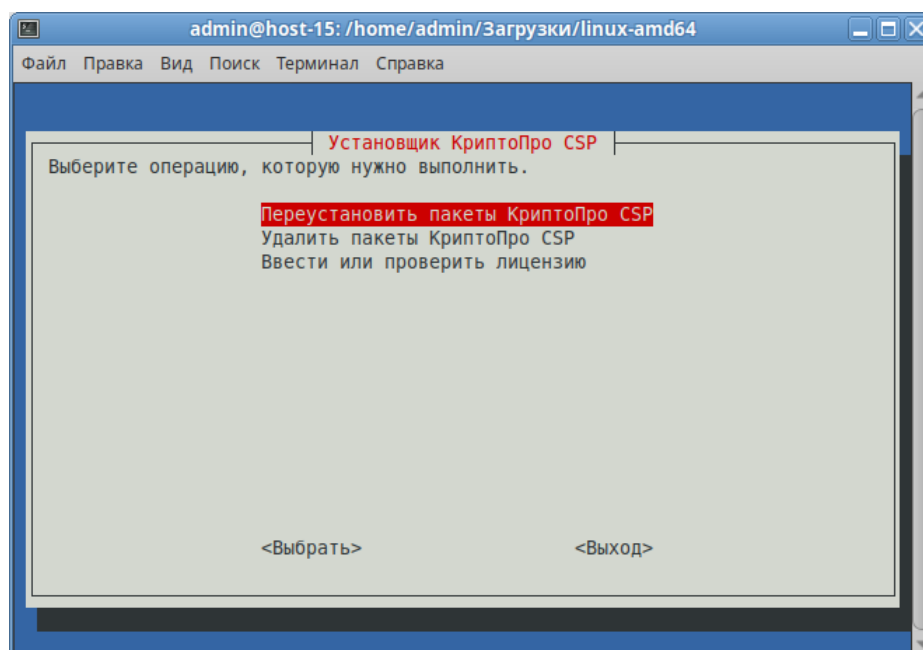 admin@host-15: /home/admin/Загрузки/linux-amd64
Файл Правка Вид Поиск Терминал Справка
Установщик КриптоПро CSP
Выберите операцию, которую нужно выполнить.
Переустановить пакеты КриптоПро CSP
Удалить пакеты КриптоПро CSP
Ввести или проверить лицензию
<Выбрать> <Выход>